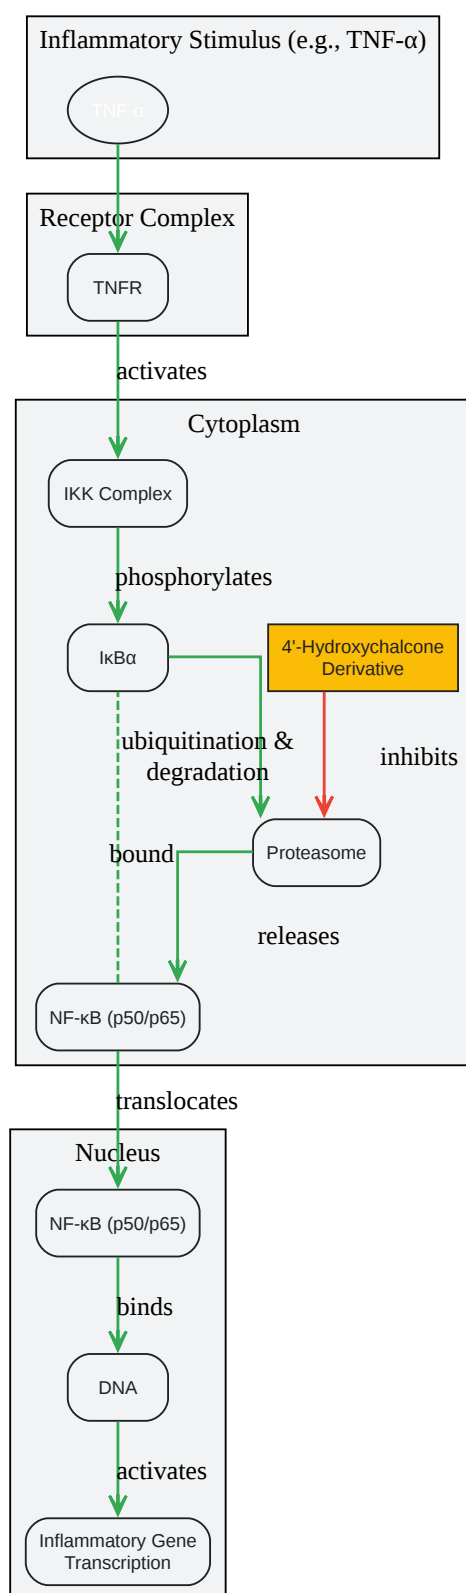 Inflammatory Stimulus (e.g., TNF-α)
TNF-α
Receptor Complex
TNFR
activates
Cytoplasm
IKK Complex
phosphorylates
IκBα
4'-Hydroxychalcone
Derivative
ubiquitination &
degradation
inhibits
bound
Proteasome
releases
NF-κB (p50/p65)
translocates
Nucleus
NF-κB (p50/p65)
binds
DNA
activates
Inflammatory Gene
Transcription